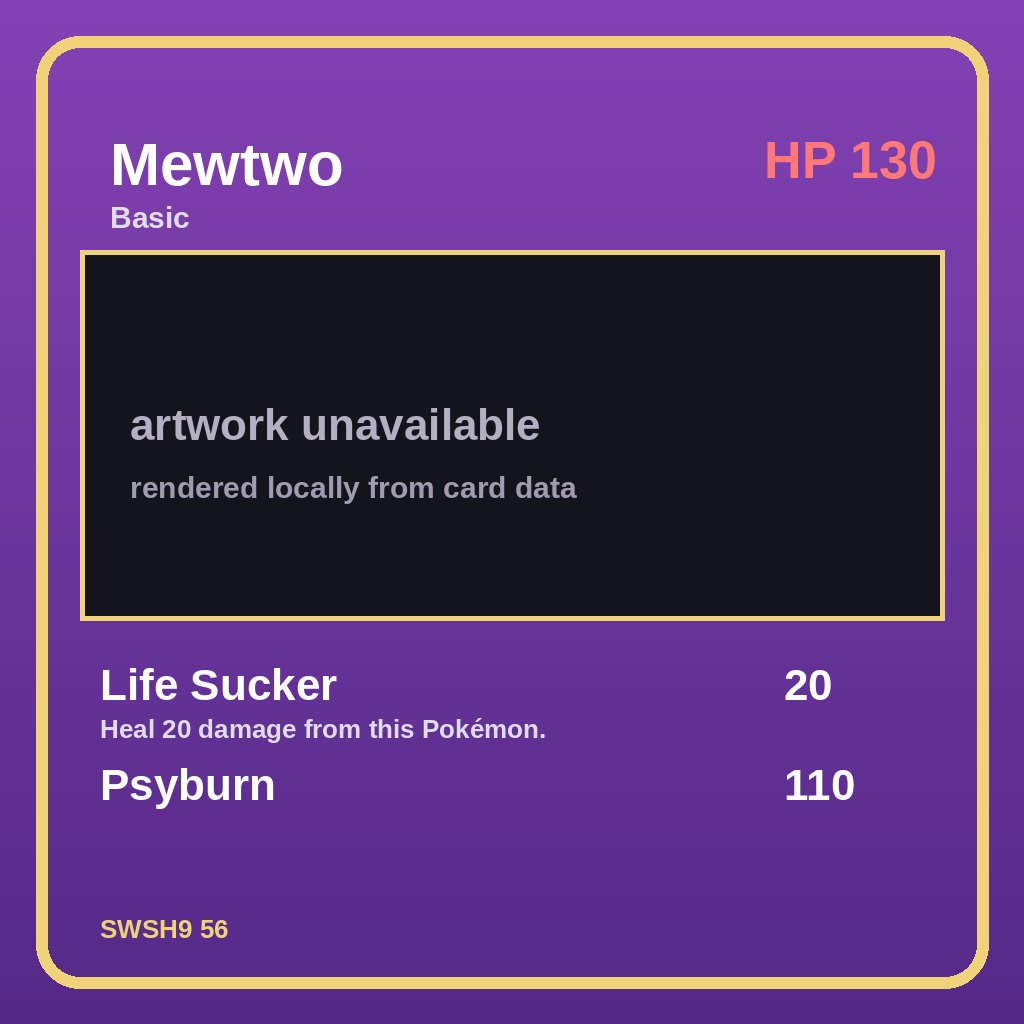 Mewtwo HP 130
Basic
artwork unavailable
rendered locally from card data
Life Sucker 20
Heal 20 damage from this Pokémon.
Psyburn 110
SWSH9 56